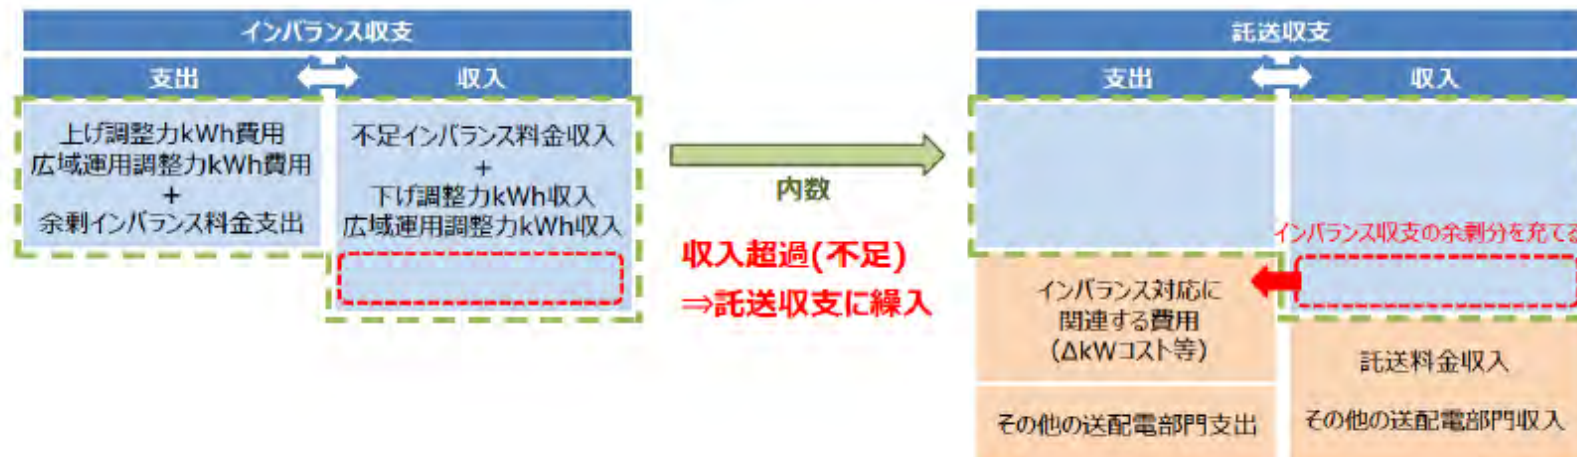 インバランス収支
支出
収入
上げ調整力kWh費用
広域運用調整力kWh費用
+
余剰インバランス料金支出
不足インバランス料金収入
+
下げ調整力kWh収入
広域運用調整力kWh収入
内数
収入超過(不足)
⇒託送収支に繰入
託送収支
支出
収入
インバランス収支の余剰分を充てる
インバランス対応に
関連する費用
(ΔkWコスト等)
その他の送配電部門支出
託送料金収入
その他の送配電部門収入